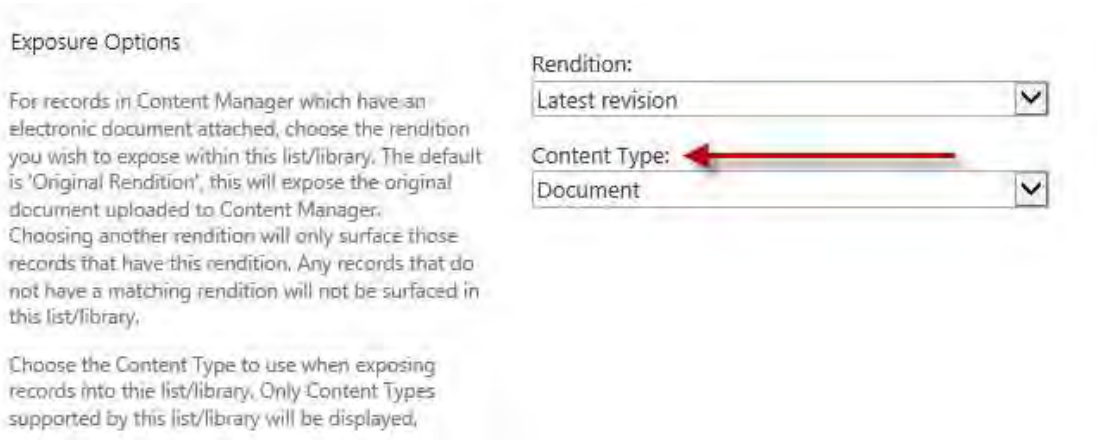 Exposure Options
For records in Content Manager which have an
electronic document attached, choose the rendition
you wish to expose within this list/library. The default
is 'Original Rendition', this will expose the original
document uploaded to Content Manager.
Choosing another rendition will only surface those
records that have this rendition. Any records that do
not have a matching rendition will not be surfaced in
this list/library.
Choose the Content Type to use when exposing
records into thie list/library. Only Content Types
supported by this list/library will be displayed.
Rendition:
Latest revision
Content Type:
Document